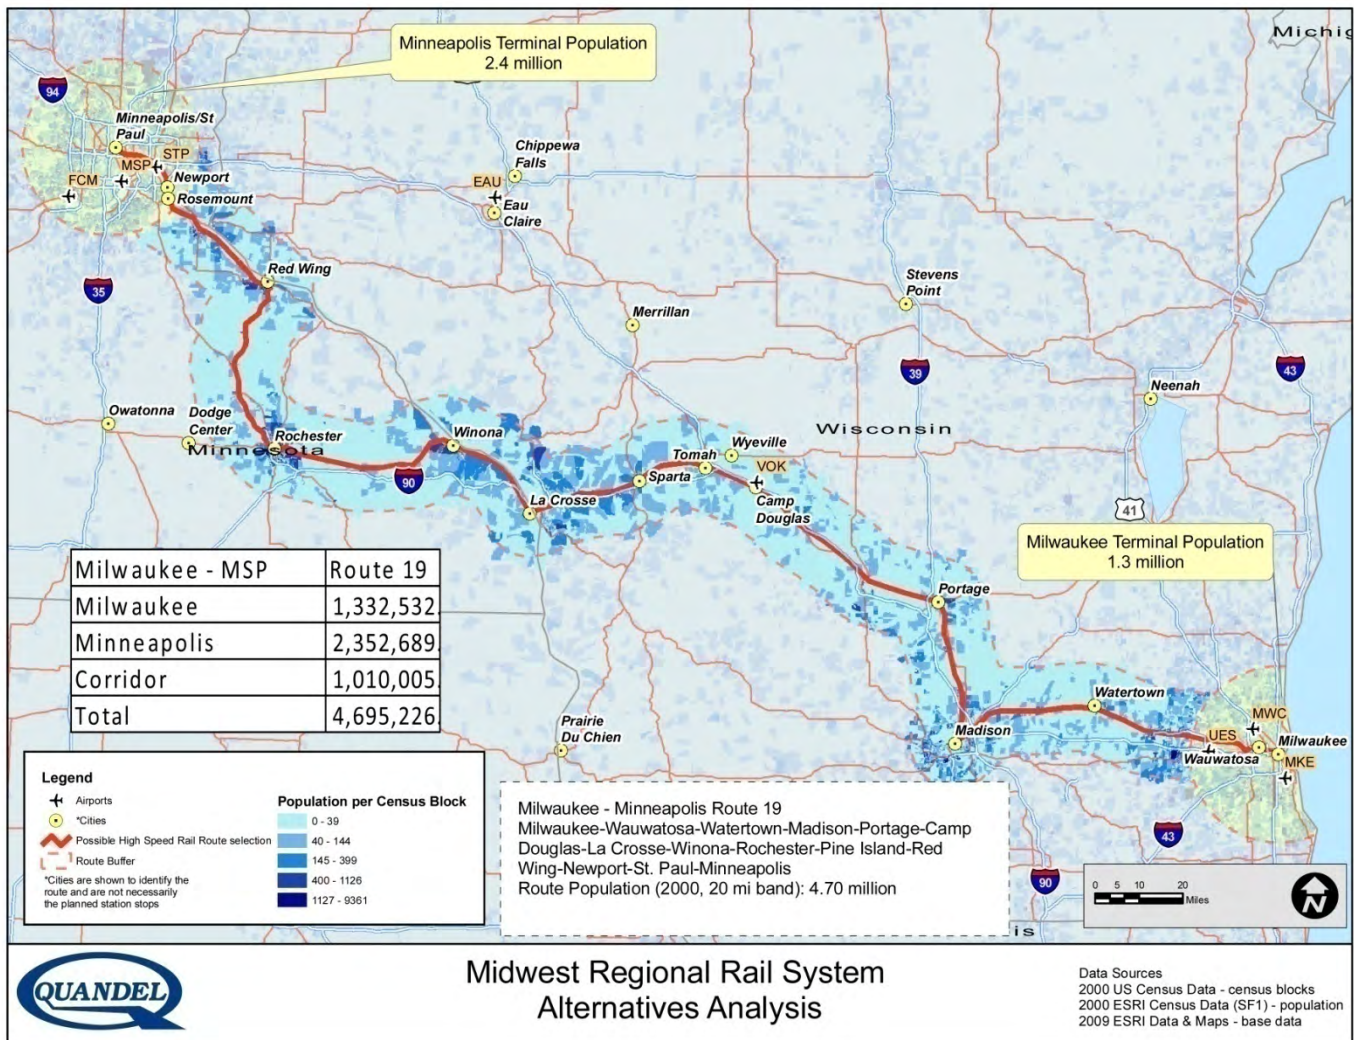 Michig
Minneapolis Terminal Population
2.4 million
94
Minneapolis/St
Paul
STP
MSP
FCM
Newport
Rosemount
Chippewa
Falls
EAU
Eau
Claire
Red Wing
35
Stevens
Point
Merrillan
39
43
Neenah
Owatonna
Dodge
Center
Rochester
Minnesota
Winona
Wisconsin
Tomah
Wyeville
VOK
90
Sparta
Camp
Douglas
La Crosse
41
Milwaukee Terminal Population
1.3 million
Portage
Milwaukee - MSP Route 19
Milwaukee 1,332,532.
Minneapolis 2,352,689.
Corridor 1,010,005.
Total 4,695,226.
Prairie
Du Chien
Watertown
Madison
MWC
UES
Milwaukee
Wauwatosa
MKE
43
90
is
Legend
Airports
*Cities
Possible High Speed Rail Route selection
Route Buffer
*Cities are shown to identify the
route and are not necessarily
the planned station stops
Population per Census Block
0 - 39
40 - 144
145 - 399
400 - 1126
1127 - 9361
Milwaukee - Minneapolis Route 19
Milwaukee-Wauwatosa-Watertown-Madison-Portage-Camp
Douglas-La Crosse-Winona-Rochester-Pine Island-Red
Wing-Newport-St. Paul-Minneapolis
Route Population (2000, 20 mi band): 4.70 million
0 5 10 20
Miles
N
QUANDEL
Midwest Regional Rail System
Alternatives Analysis
Data Sources
2000 US Census Data - census blocks
2000 ESRI Census Data (SF1) - population
2009 ESRI Data & Maps - base data